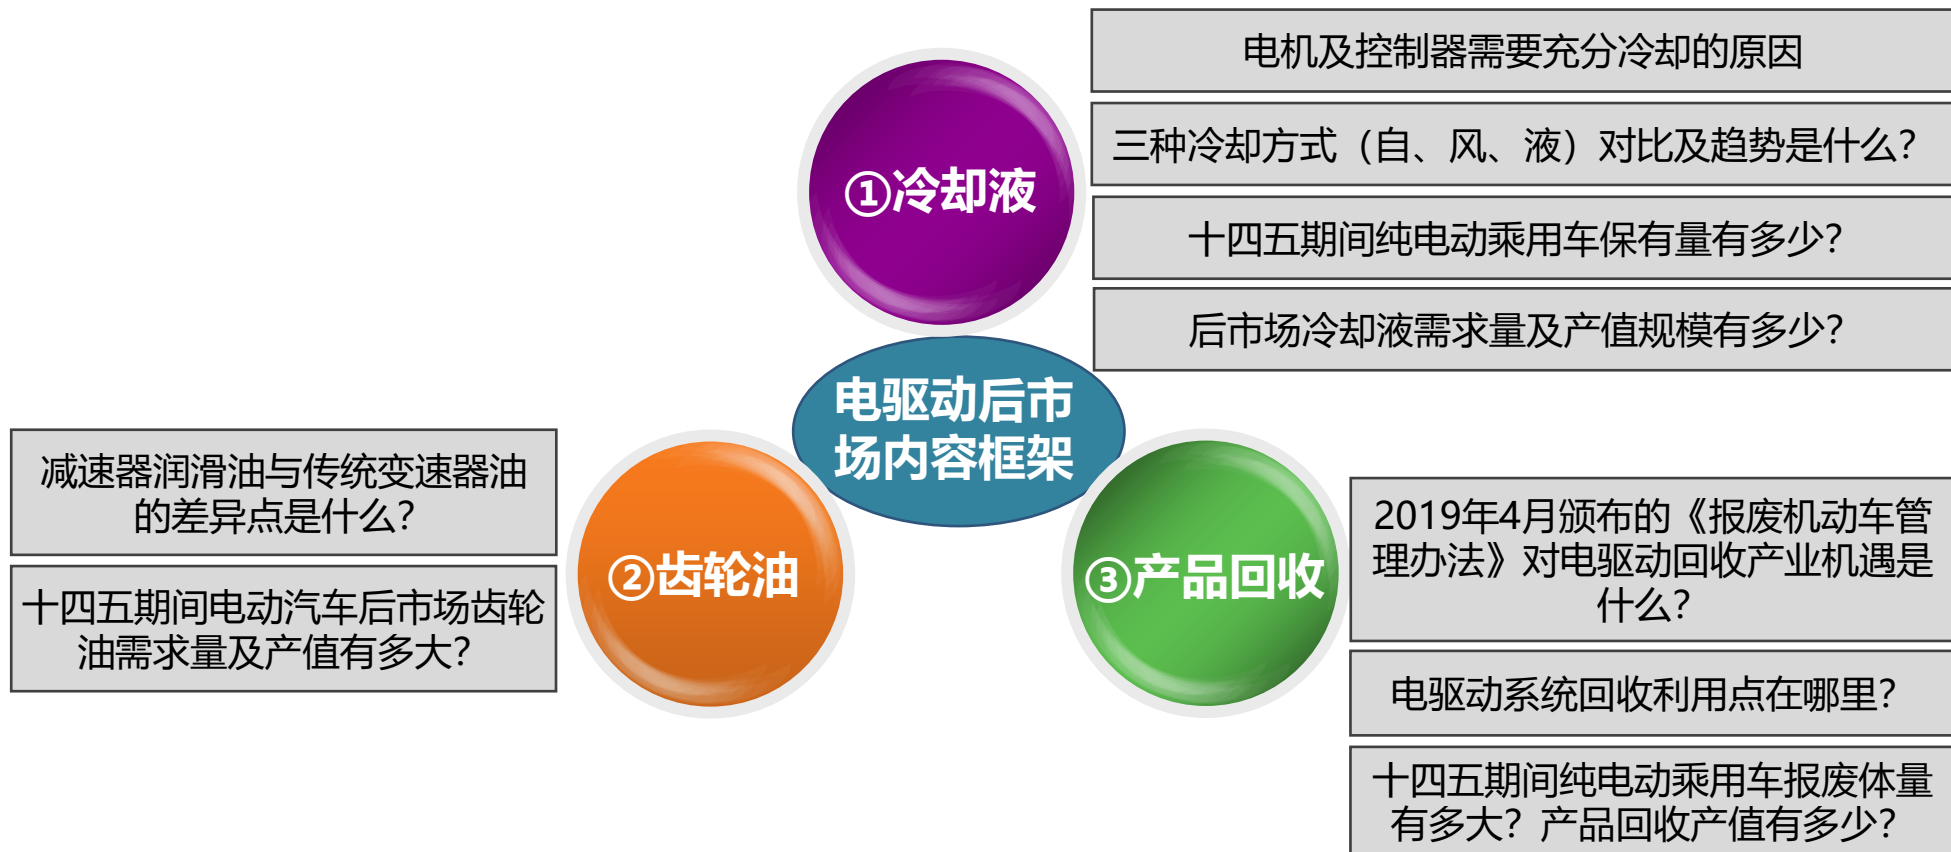 电机及控制器需要充分冷却的原因
三种冷却方式（自、风、液）对比及趋势是什么？
十四五期间纯电动乘用车保有量有多少？
后市场冷却液需求量及产值规模有多少？
①冷却液
电驱动后市
场内容框架
减速器润滑油与传统变速器油
的差异点是什么？
十四五期间电动汽车后市场齿轮
油需求量及产值有多大？
②齿轮油
③产品回收
2019年4月颁布的《报废机动车管
理办法》对电驱动回收产业机遇是
什么？
电驱动系统回收利用点在哪里？
十四五期间纯电动乘用车报废体量
有多大？产品回收产值有多少？